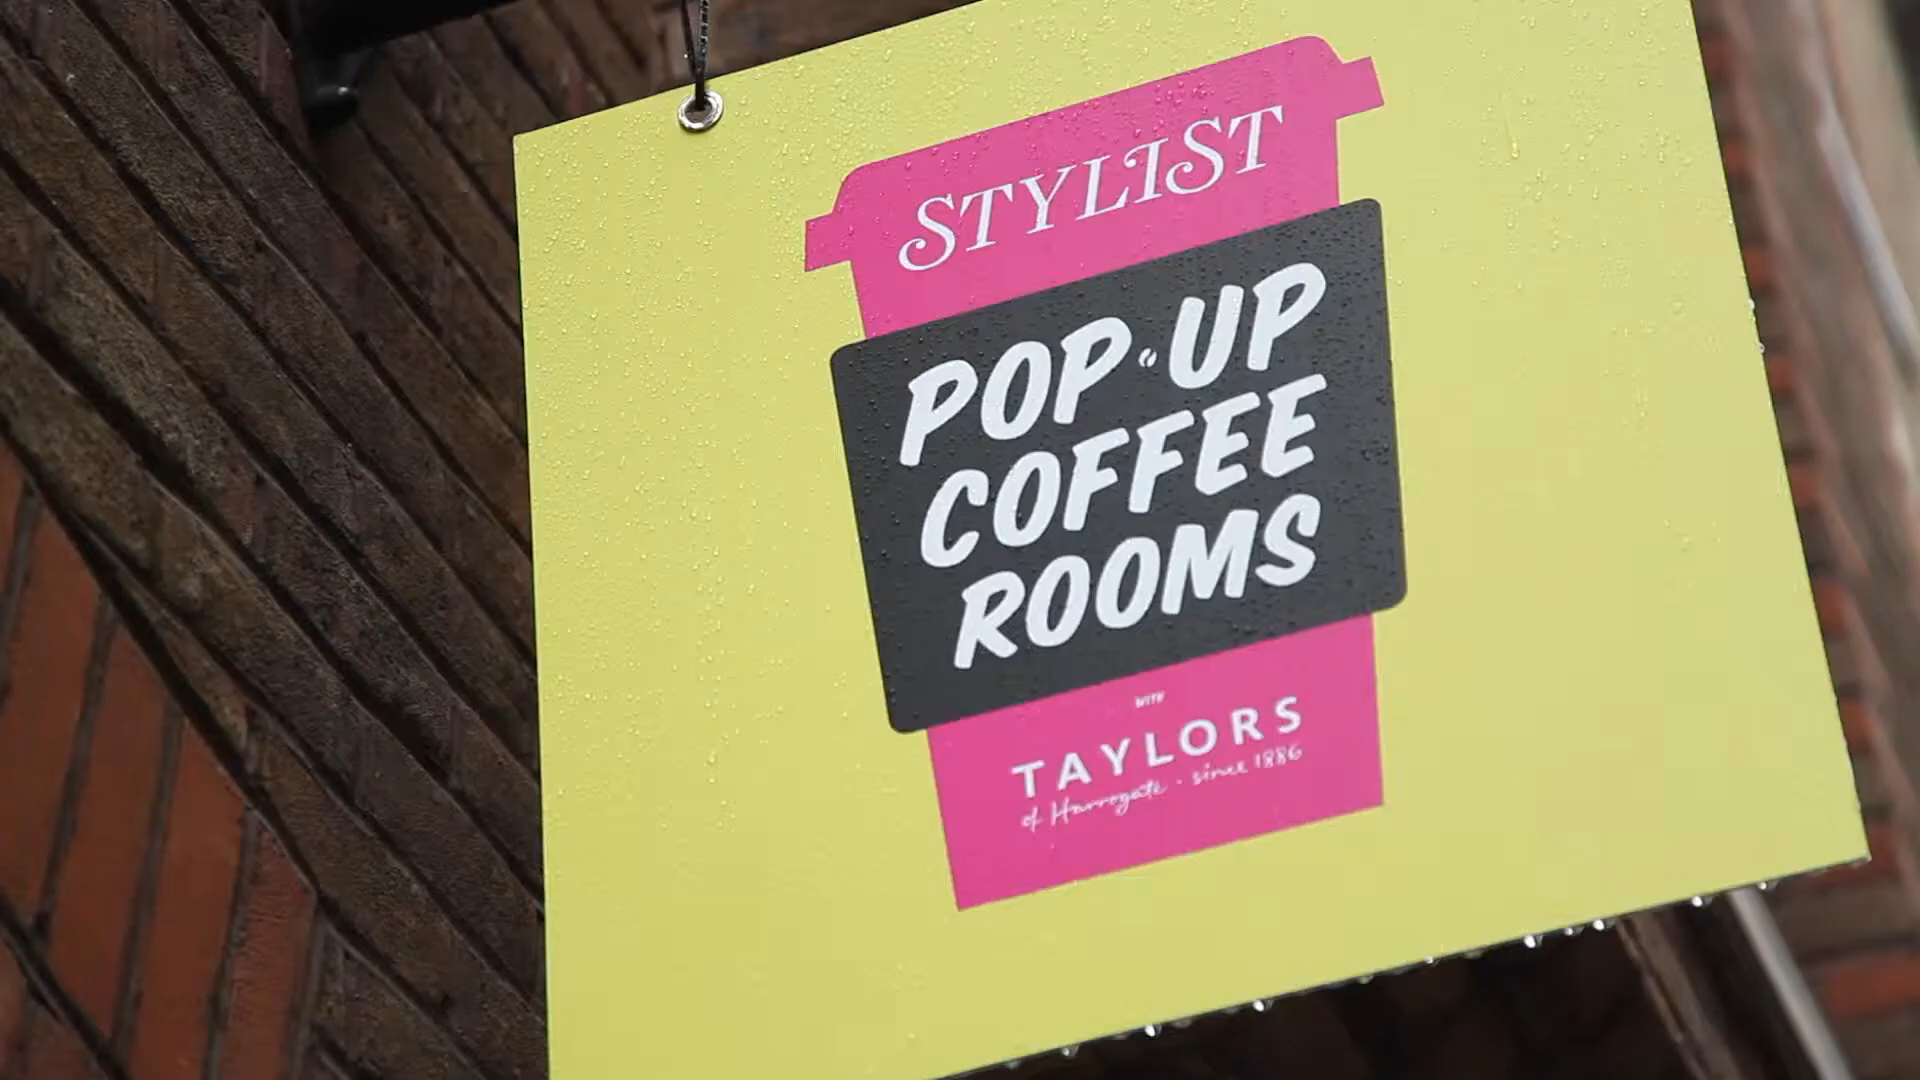 STYLIST
POP-UP
COFFEE
ROOMS
WITH
TAYLORS
of Harrogate · since 1886